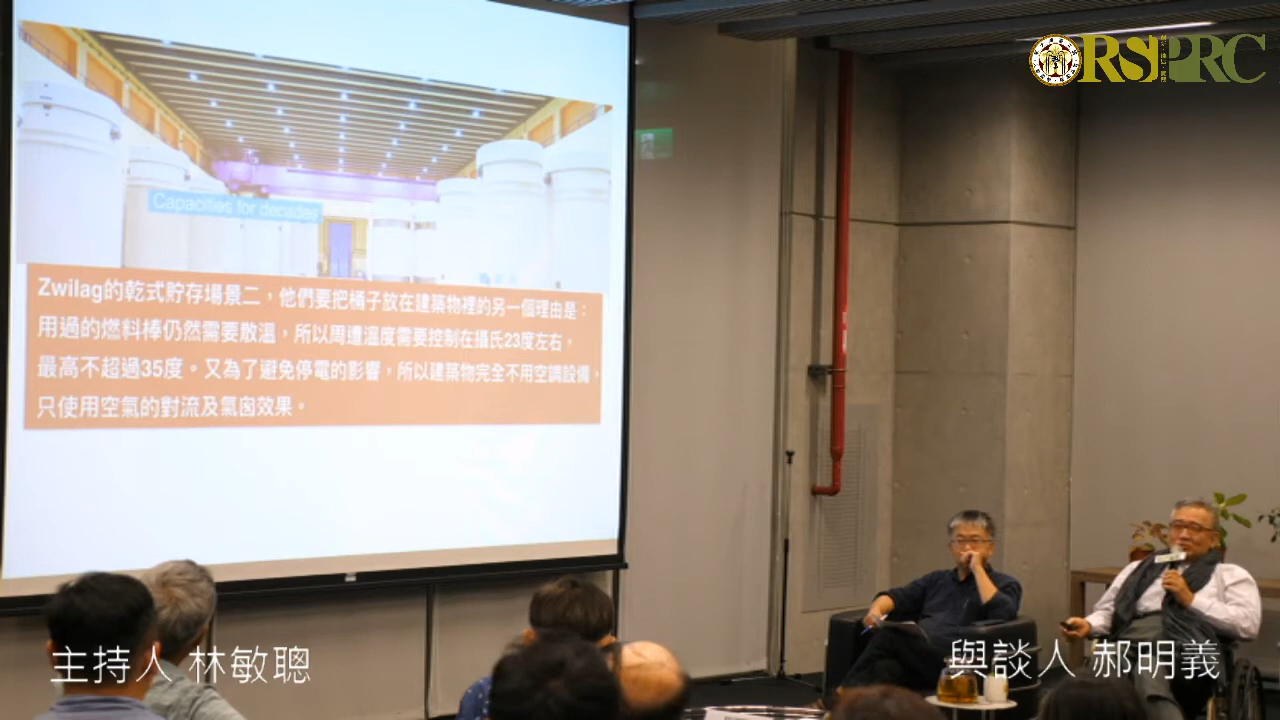 RSPRC
Capacities for decades
Zwilag的乾式貯存場景二，他們要把桶子放在建築物裡的另一個理由是：
用過的燃料棒仍然需要散溫，所以周遭溫度需要控制在攝氏23度左右，
最高不超過35度。又為了避免停電的影響，所以建築物完全不用空調設備，
只使用空氣的對流及氣囪效果。
主持人 林敏聰
與談人 郝明義